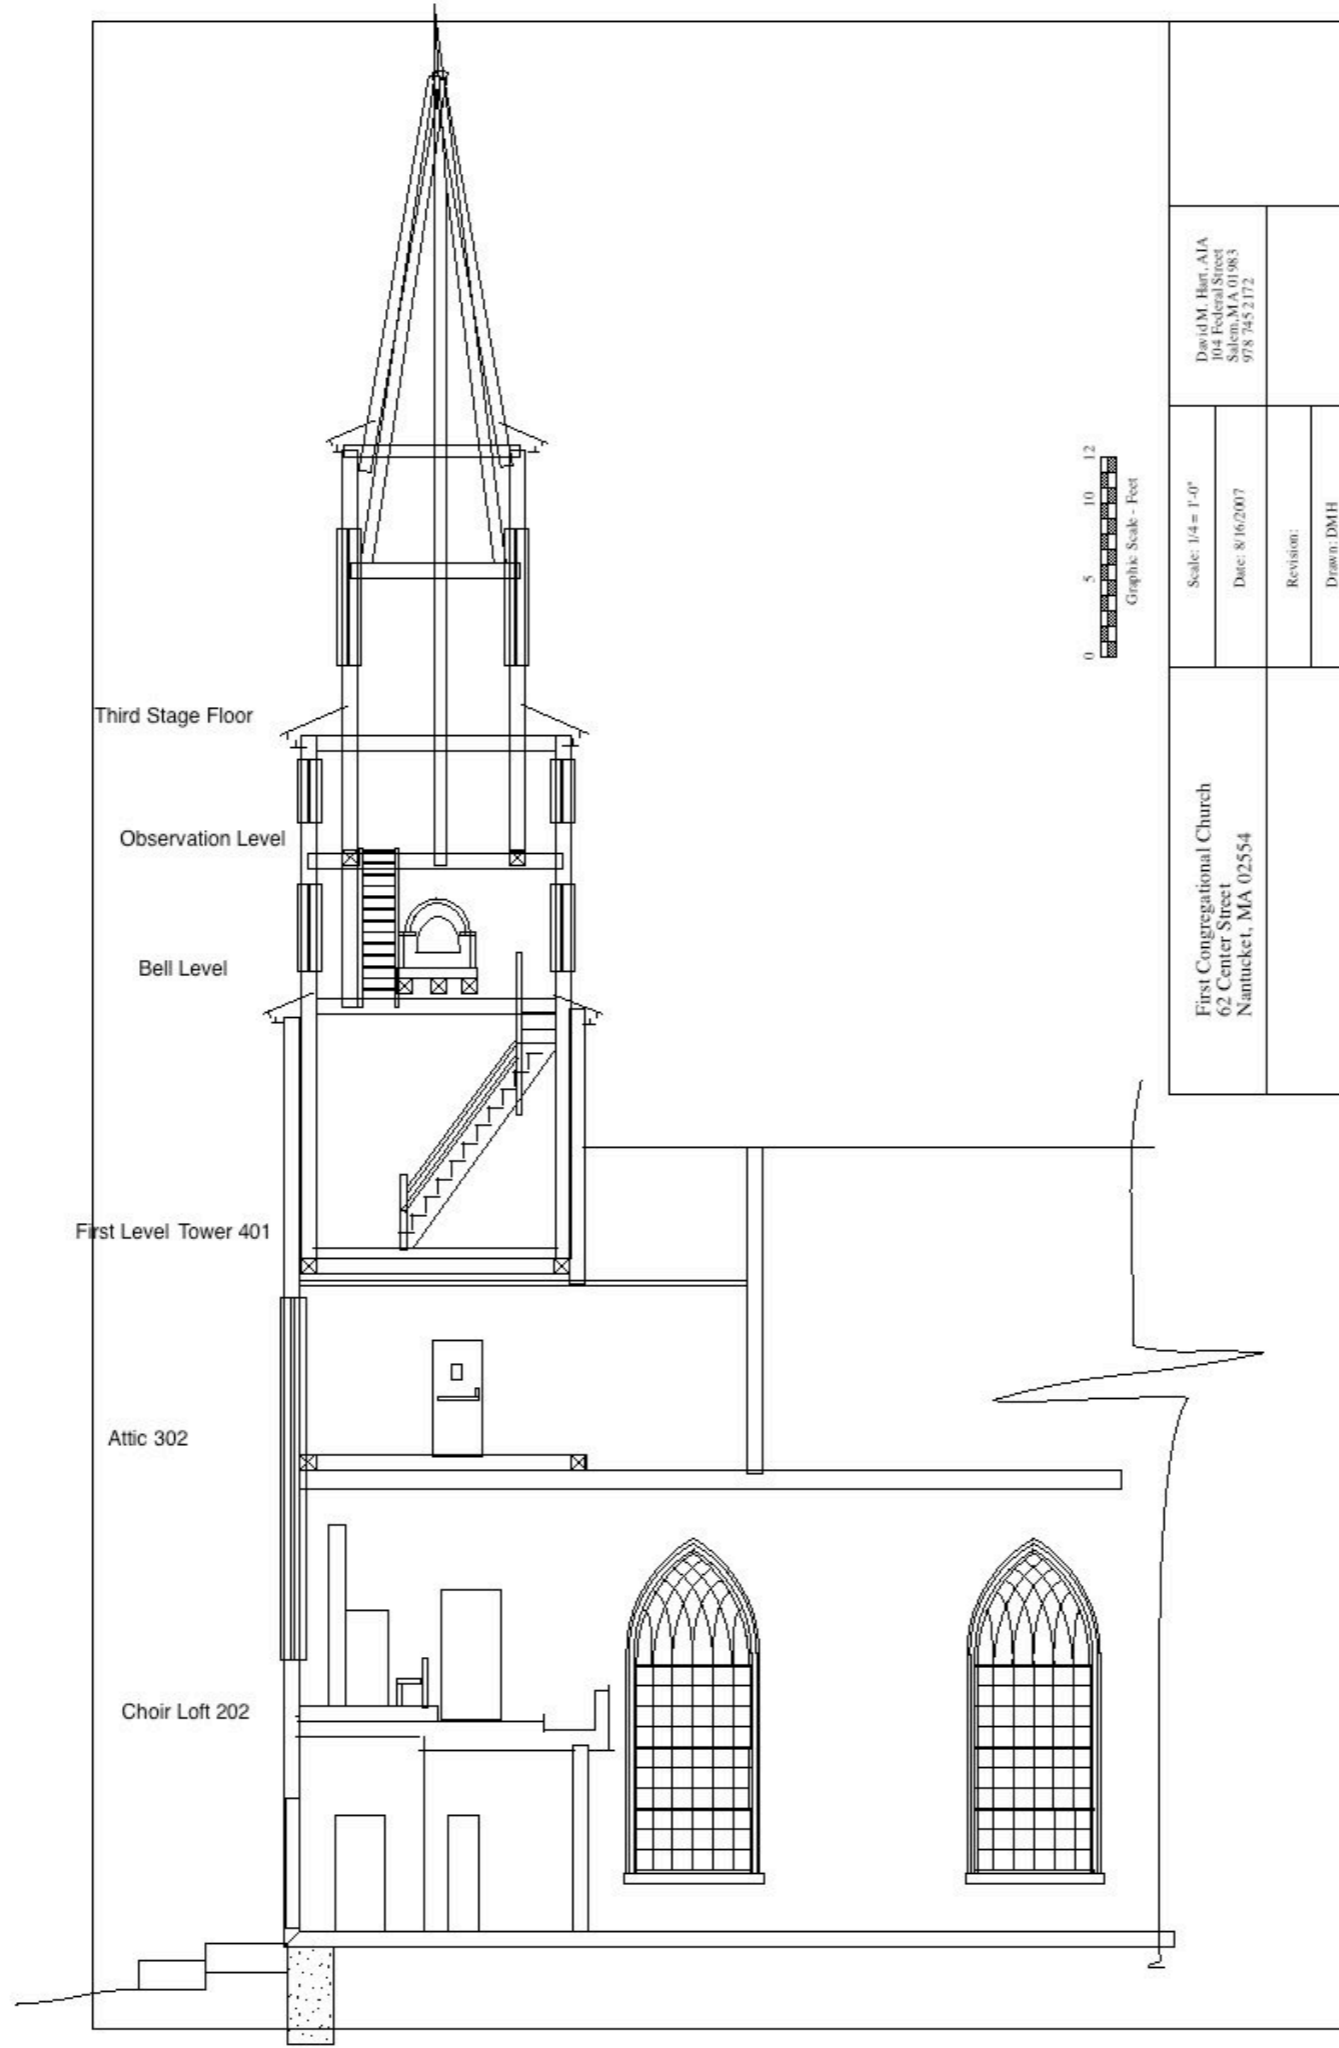 Third Stage Floor
Observation Level
Bell Level
First Level Tower 401
Attic 302
Choir Loft 202
0 5 10 12
Graphic Scale - Feet
David M. Hart, AIA
104 Federal Street
Salem, MA 01983
978 745 2172
Scale: 1/4 = 1'-0"
Date: 8/16/2007
Revision:
Drawn: DMH
First Congregational Church
62 Center Street
Nantucket, MA 02554